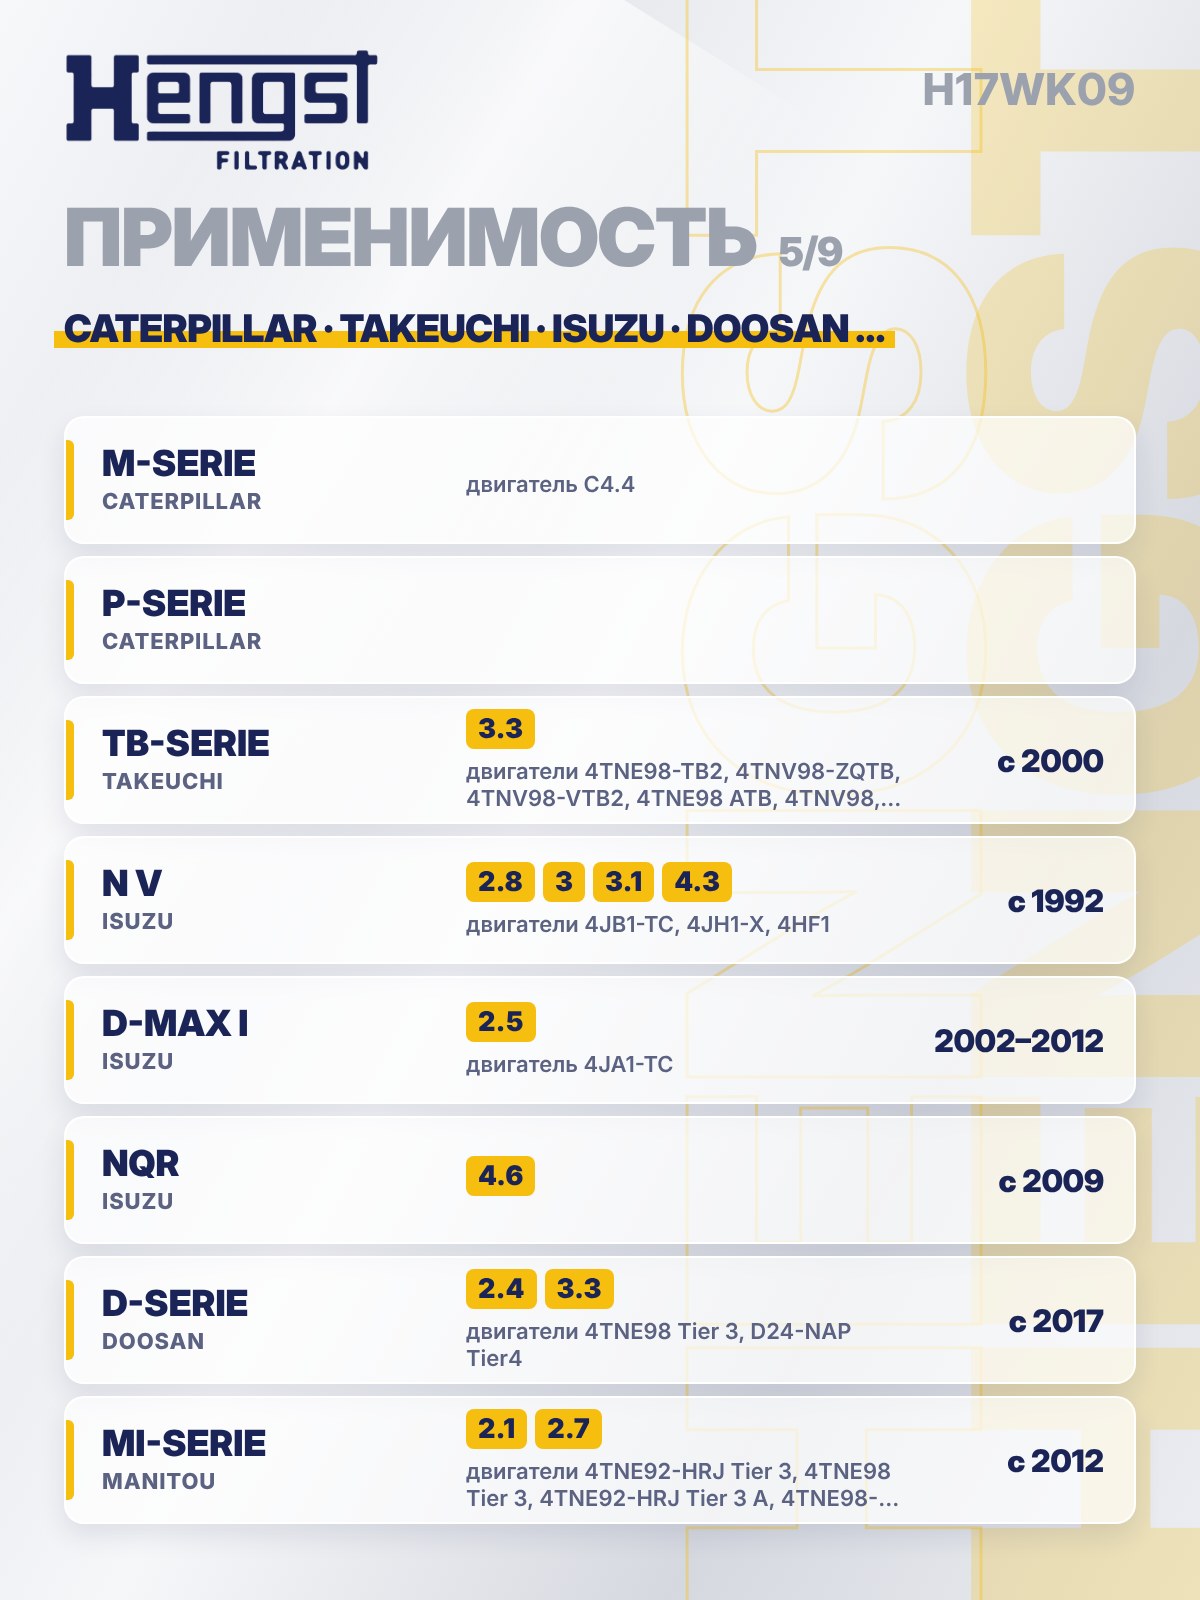 Hengst
FILTRATION
H17WK09
ПРИМЕНИМОСТЬ 5/9
CATERPILLAR · TAKEUCHI · ISUZU · DOOSAN ...
M-SERIE
CATERPILLAR
двигатель C4.4
P-SERIE
CATERPILLAR
TB-SERIE
TAKEUCHI
3.3
двигатели 4TNE98-TB2, 4TNV98-ZQTB,
4TNV98-VTB2, 4TNE98 ATB, 4TNV98,...
с 2000
N V
ISUZU
2.8 3 3.1 4.3
двигатели 4JB1-TC, 4JH1-X, 4HF1
с 1992
D-MAX I
ISUZU
2.5
двигатель 4JA1-TC
2002–2012
NQR
ISUZU
4.6
с 2009
D-SERIE
DOOSAN
2.4 3.3
двигатели 4TNE98 Tier 3, D24-NAP
Tier4
с 2017
MI-SERIE
MANITOU
2.1 2.7
двигатели 4TNE92-HRJ Tier 3, 4TNE98
Tier 3, 4TNE92-HRJ Tier 3 A, 4TNE98-...
с 2012
HENGST